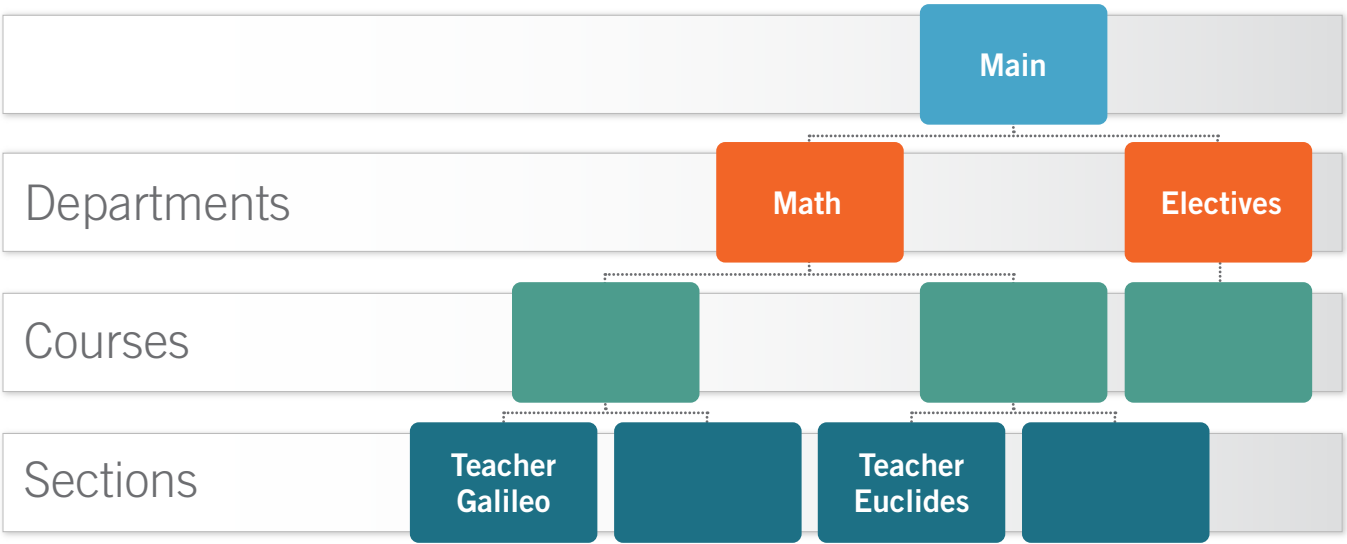 Main
Departments
Math
Electives
Courses
Sections
Teacher
Galileo
Teacher
Euclides